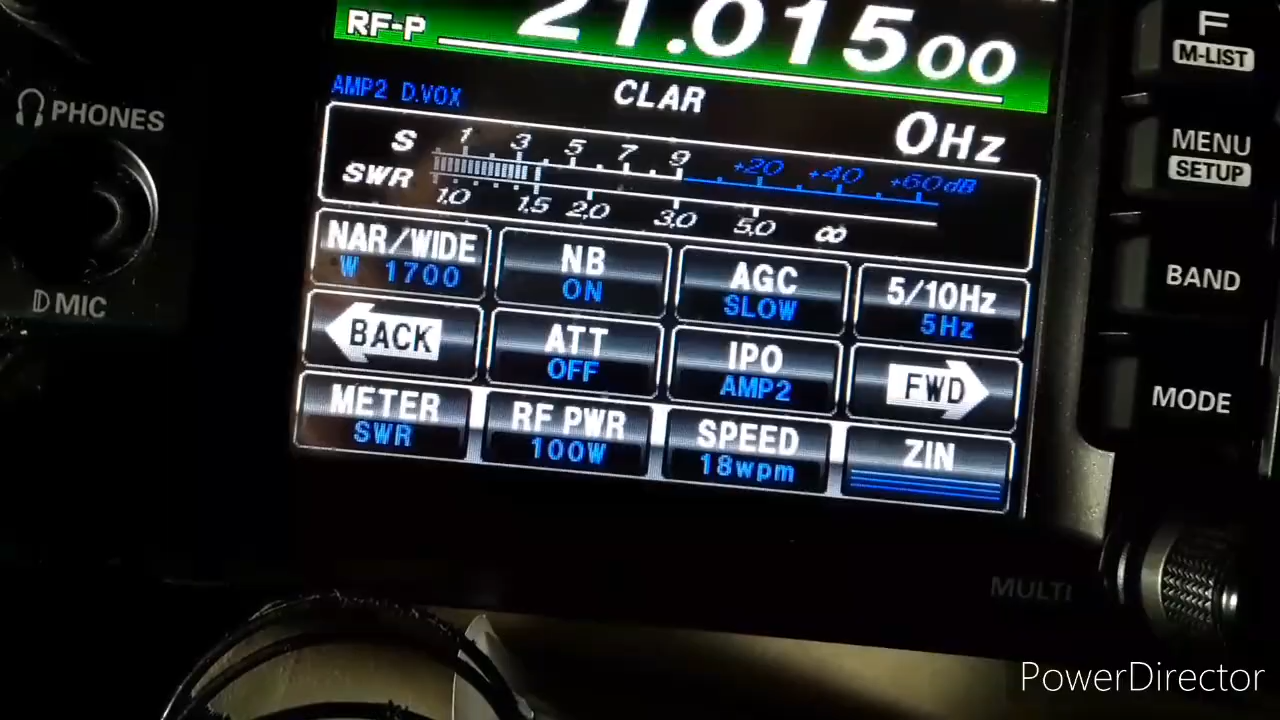 RF-P 21.01500
AMP2 D.VOX CLAR 0Hz
S 1 3 5 7 9 +20 +40 +60dB
SWR 1.0 1.5 2.0 3.0 5.0 ∞
NAR/WIDE NB AGC 5/10Hz
W 1700 ON SLOW 5Hz
BACK ATT IPO FWD
OFF AMP2
METER RF PWR SPEED ZIN
SWR 100W 18wpm
PHONES
MIC
F
M-LIST
MENU
SETUP
BAND
MODE
MULTI
PowerDirector